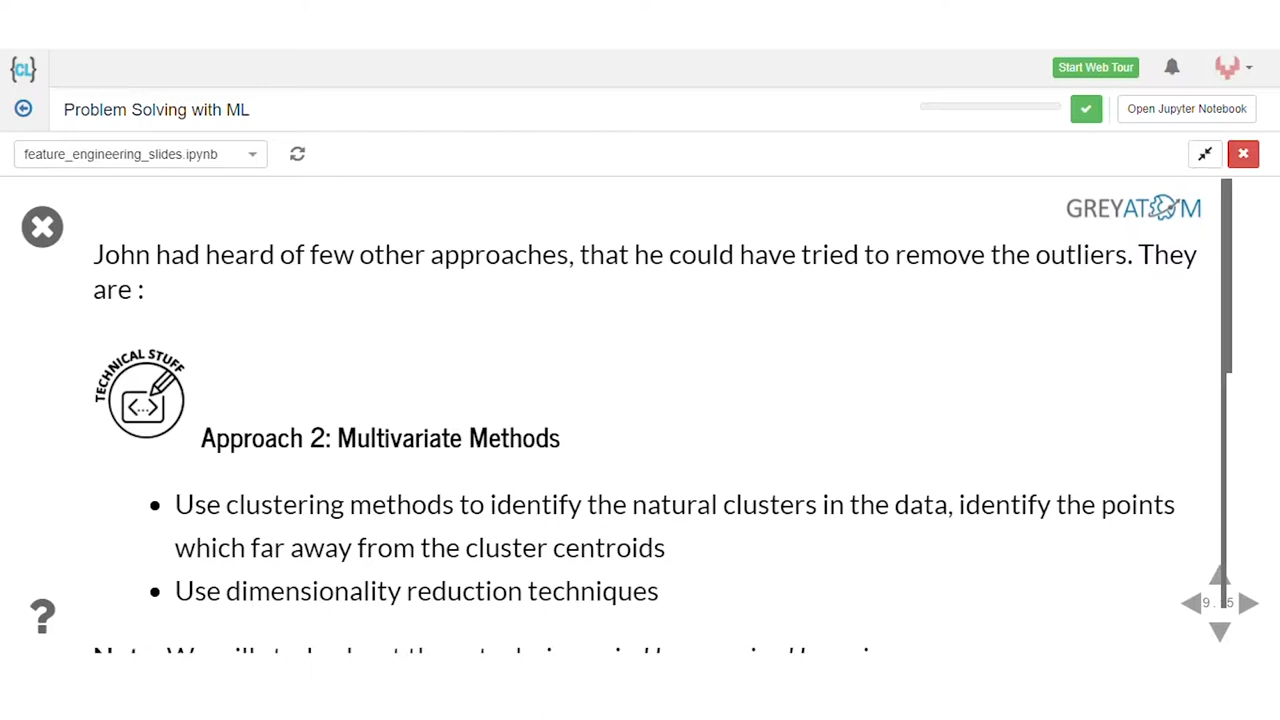 {CL}
Start Web Tour
Problem Solving with ML
Open Jupyter Notebook
feature_engineering_slides.ipynb
GREYATOM
John had heard of few other approaches, that he could have tried to remove the outliers. They
are :
TECHNICAL STUFF
<...>
Approach 2: Multivariate Methods
• Use clustering methods to identify the natural clusters in the data, identify the points
which far away from the cluster centroids
• Use dimensionality reduction techniques
?